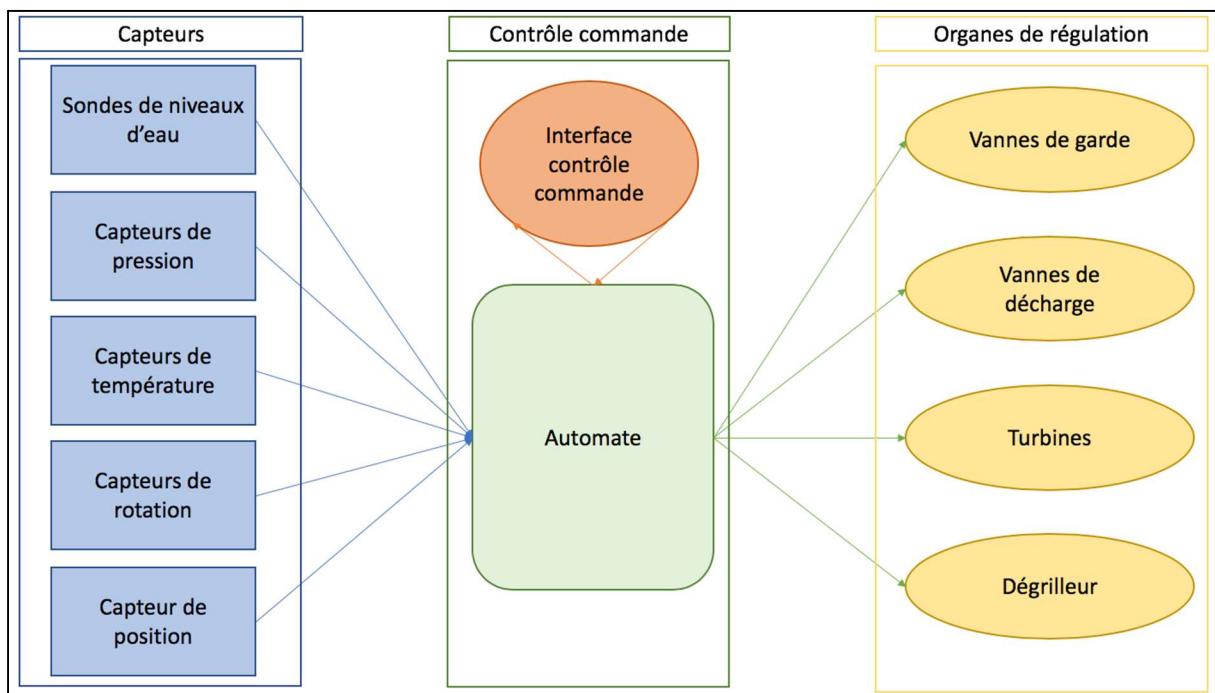 Capteurs
Sondes de niveaux
d'eau
Capteurs de
pression
Capteurs de
température
Capteurs de
rotation
Capteur de
position
Contrôle commande
Interface
contrôle
commande
Automate
Organes de régulation
Vannes de garde
Vannes de
décharge
Turbines
Dégrilleur